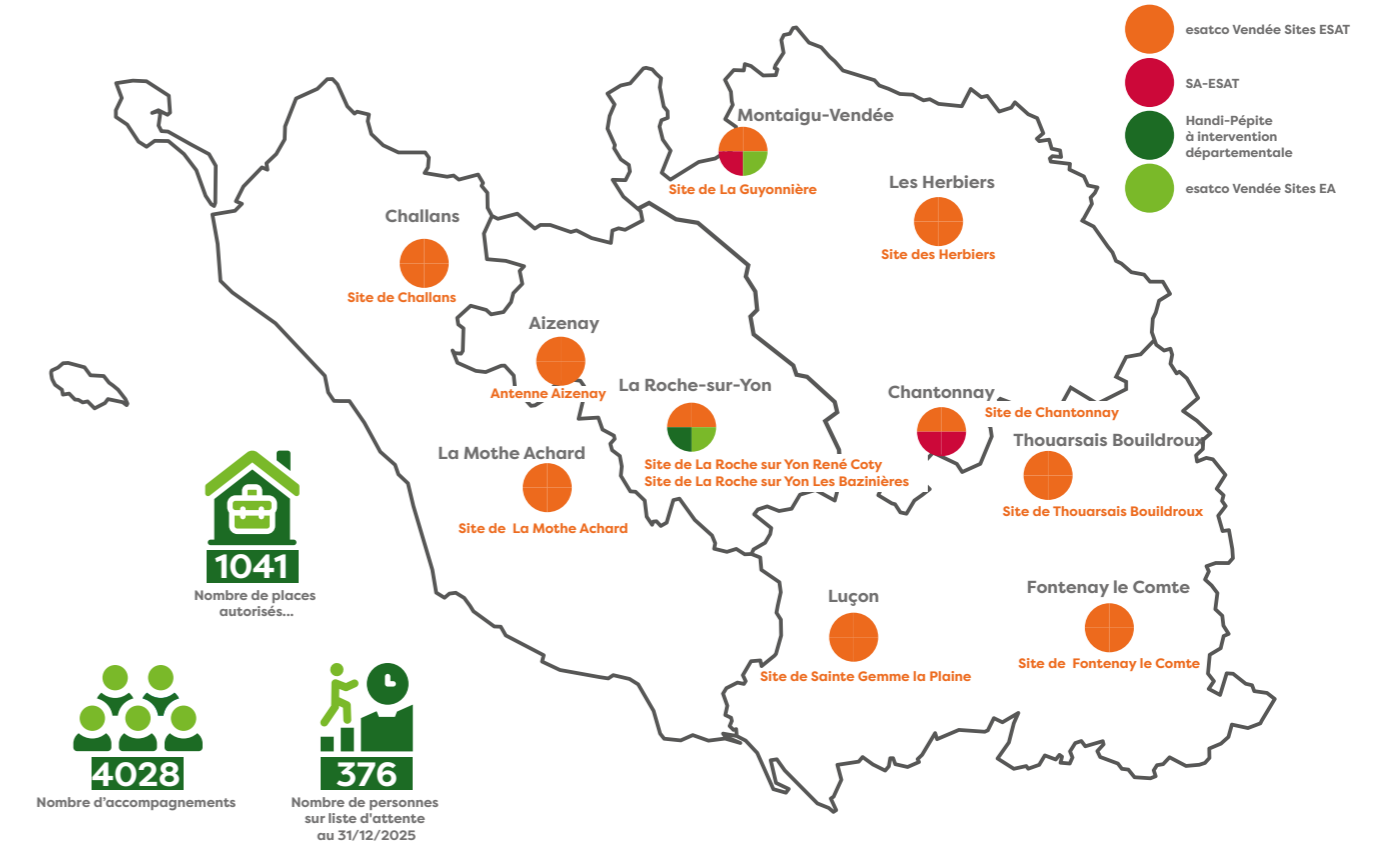 esatco Vendée Sites ESAT
SA-ESAT
Handi-Pépite
à intervention
départementale
esatco Vendée Sites EA
Montaigu-Vendée
Site de La Guyonnière
Les Herbiers
Site des Herbiers
Challans
Site de Challans
Aizenay
Antenne Aizenay
La Roche-sur-Yon
Site de La Roche sur Yon René Coty
Site de La Roche sur Yon Les Bazinières
Chantonnay
Site de Chantonnay
Thouarsais Bouildroux
Site de Thouarsais Bouildroux
La Mothe Achard
Site de La Mothe Achard
Luçon
Site de Sainte Gemme la Plaine
Fontenay le Comte
Site de Fontenay le Comte
1041
Nombre de places
autorisés...
4028
Nombre d'accompagnements
376
Nombre de personnes
sur liste d'attente
au 31/12/2025